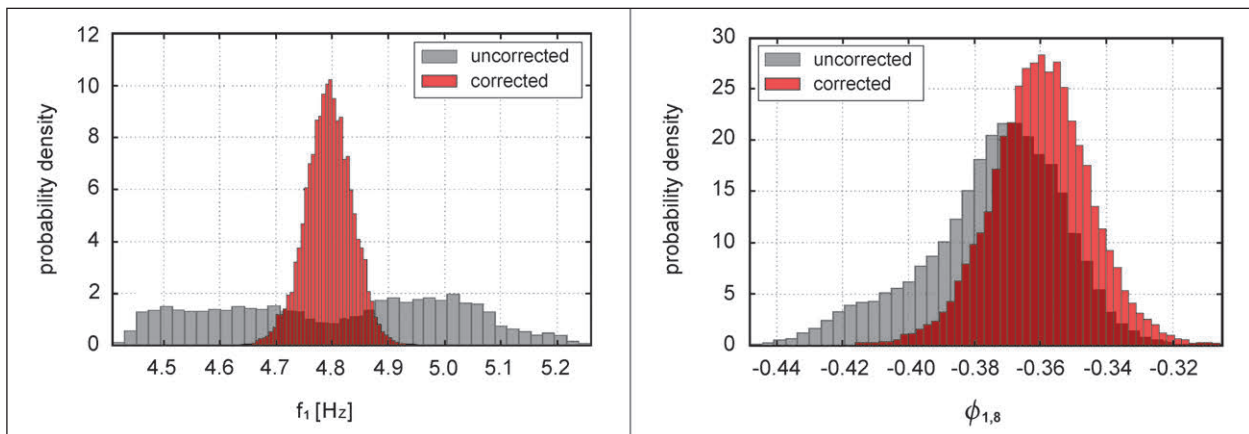 12
10
8
6
4
2
0
probability density
uncorrected
corrected
4.5 4.6 4.7 4.8 4.9 5.0 5.1 5.2
f₁ [Hz]
30
25
20
15
10
5
0
probability density
uncorrected
corrected
-0.44 -0.42 -0.40 -0.38 -0.36 -0.34 -0.32
ϕ₁,₈